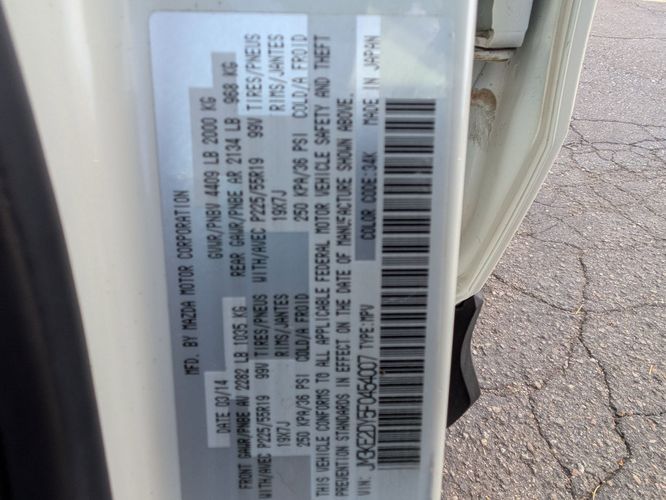 MFD. BY MAZDA MOTOR CORPORATION
DATE 03/14 GVWR/PNBV 4409 LB 2000 KG
FRONT GAWR/PNBE AV 2282 LB 1035 KG REAR GAWR/PNBE AR 2134 LB 968 KG
WITH/AVEC P225/55R19 99V TIRES/PNEUS WITH/AVEC P225/55R19 99V TIRES/PNEUS
19X7J RIMS/JANTES 19X7J RIMS/JANTES
250 KPA/36 PSI COLD/A FROID 250 KPA/36 PSI COLD/A FROID
THIS VEHICLE CONFORMS TO ALL APPLICABLE FEDERAL MOTOR VEHICLE SAFETY AND THEFT
PREVENTION STANDARDS IN EFFECT ON THE DATE OF MANUFACTURE SHOWN ABOVE.
COLOR CODE:34K MADE IN JAPAN
VIN: JM3KE2DY5F0454007 TYPE:MPV